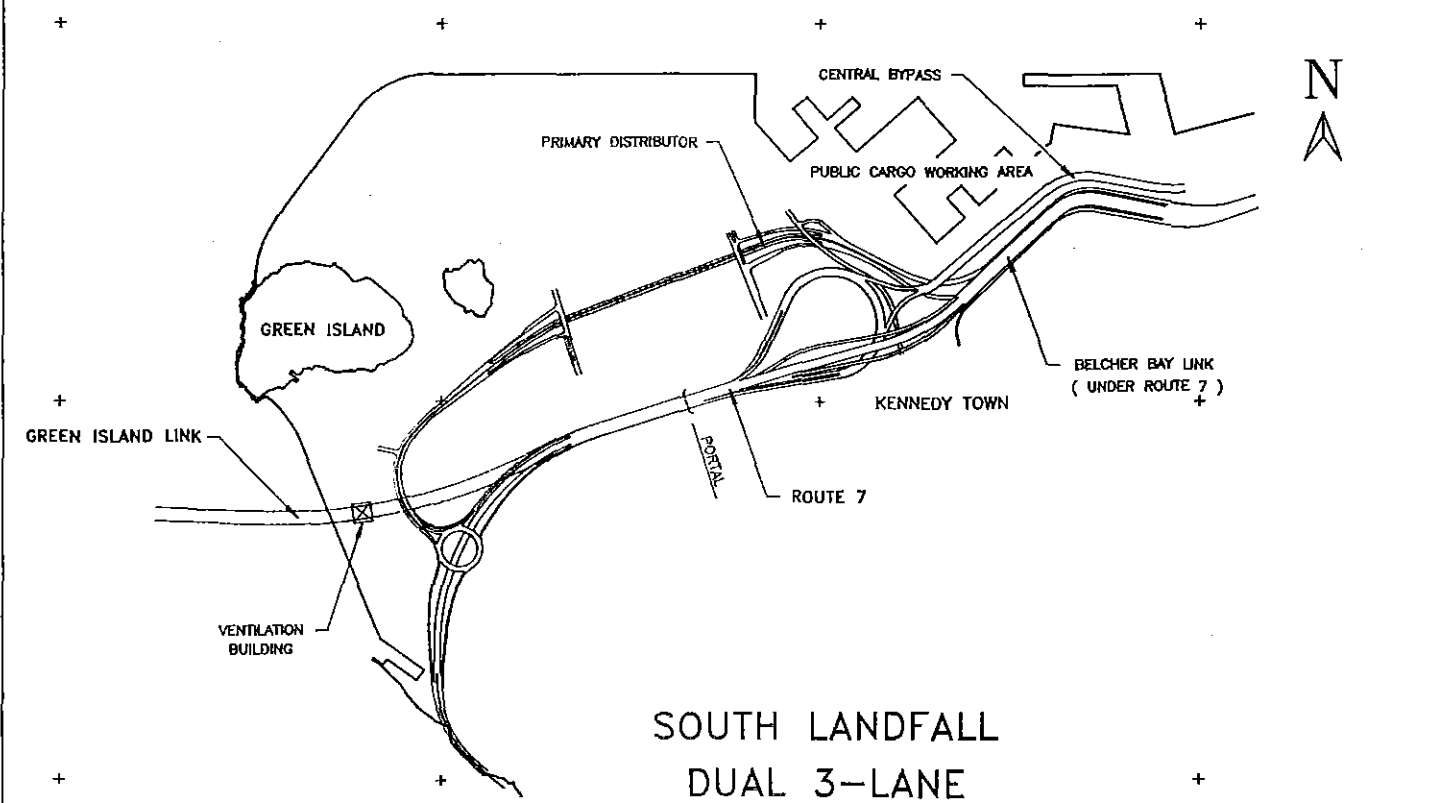 CENTRAL BYPASS
N
PRIMARY DISTRIBUTOR
PUBLIC CARGO WORKING AREA
GREEN ISLAND
BELCHER BAY LINK
( UNDER ROUTE 7 )
KENNEDY TOWN
GREEN ISLAND LINK
PORTAL
ROUTE 7
VENTILATION
BUILDING
SOUTH LANDFALL
DUAL 3-LANE